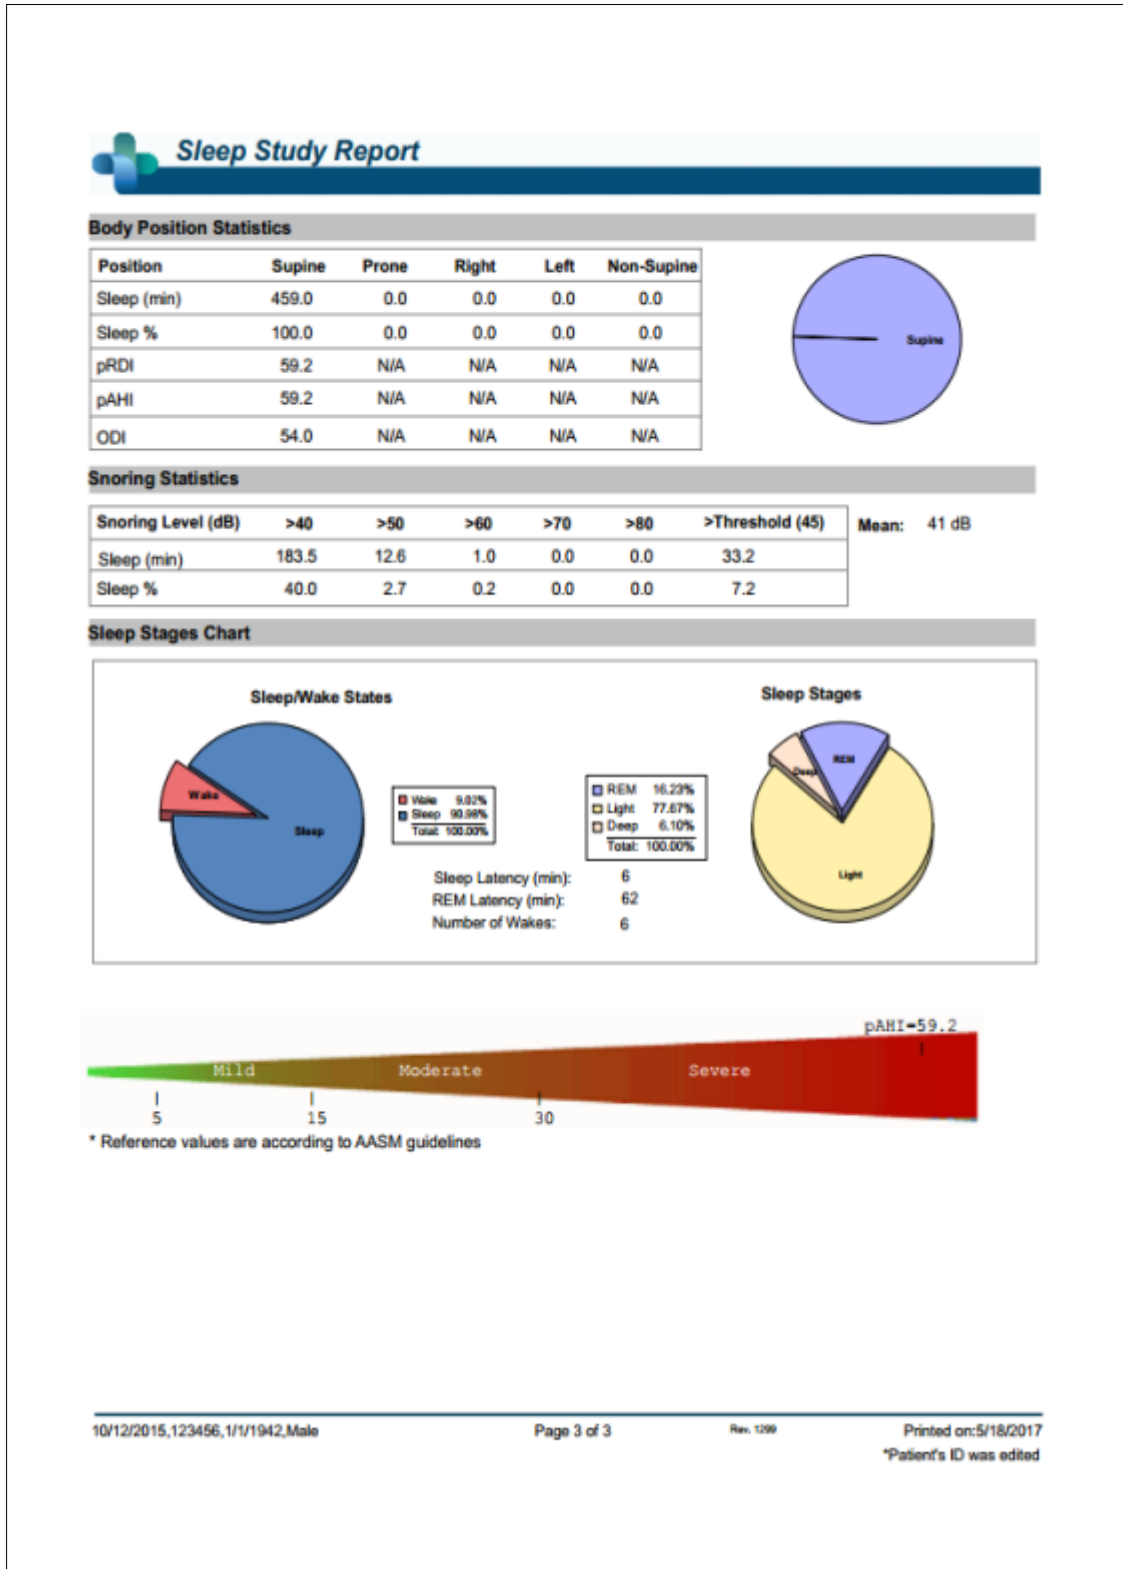 Sleep Study Report
Body Position Statistics
Position Supine Prone Right Left Non-Supine
Sleep (min) 459.0 0.0 0.0 0.0 0.0
Sleep % 100.0 0.0 0.0 0.0 0.0
pRDI 59.2 N/A N/A N/A N/A
pAHI 59.2 N/A N/A N/A N/A
ODI 54.0 N/A N/A N/A N/A
Supine
Snoring Statistics
Snoring Level (dB) >40 >50 >60 >70 >80 >Threshold (45) Mean: 41 dB
Sleep (min) 183.5 12.6 1.0 0.0 0.0 33.2
Sleep % 40.0 2.7 0.2 0.0 0.0 7.2
Sleep Stages Chart
Sleep/Wake States
Wake
Sleep
Wake 9.02%
Sleep 90.98%
Total: 100.00%
Sleep Stages
REM 16.23%
Light 77.67%
Deep 6.10%
Total: 100.00%
Deep
REM
Light
Sleep Latency (min): 6
REM Latency (min): 62
Number of Wakes: 6
pAHI=59.2
Mild Moderate Severe
5 15 30
* Reference values are according to AASM guidelines
10/12/2015,123456,1/1/1942,Male Page 3 of 3 Rev. 1299 Printed on:5/18/2017
*Patient's ID was edited